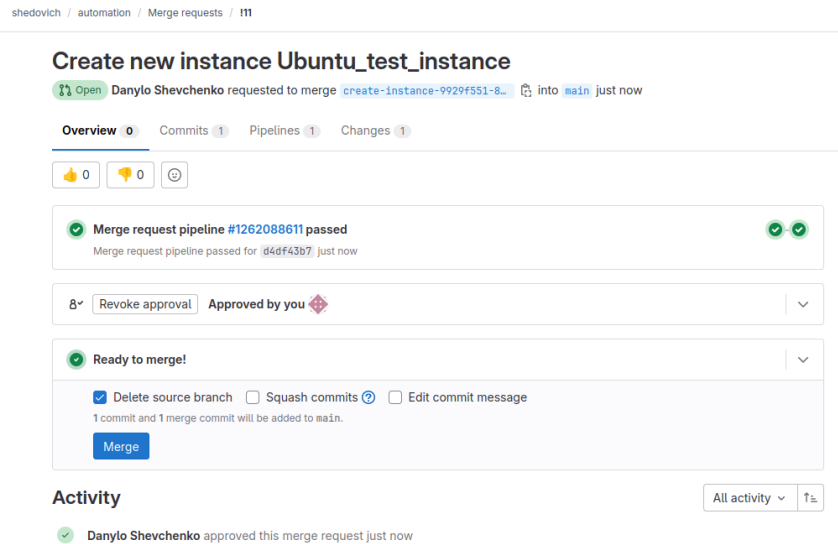 shedovich / automation / Merge requests / !11
Create new instance Ubuntu_test_instance
Open Danylo Shevchenko requested to merge create-instance-9929f551-8… into main just now
Overview 0 Commits 1 Pipelines 1 Changes 1
0 0
Merge request pipeline #1262088611 passed
Merge request pipeline passed for d4df43b7 just now
Revoke approval Approved by you
Ready to merge!
Delete source branch Squash commits ? Edit commit message
1 commit and 1 merge commit will be added to main.
Merge
Activity All activity
Danylo Shevchenko approved this merge request just now